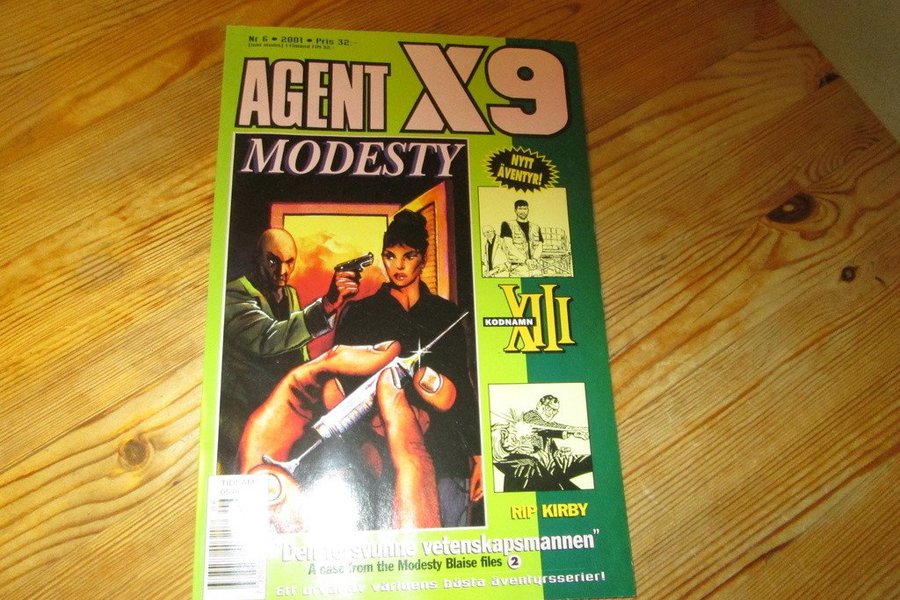 Nr 6 • 2001 • Pris 32:-
AGENT X9
MODESTY
NYTT
ÄVENTYR!
KODNAMN
XIII
RIP KIRBY
"Den försvunne vetenskapsmannen"
A case from the Modesty Blaise files 2
Ett urval av världens bästa äventyrsserier!